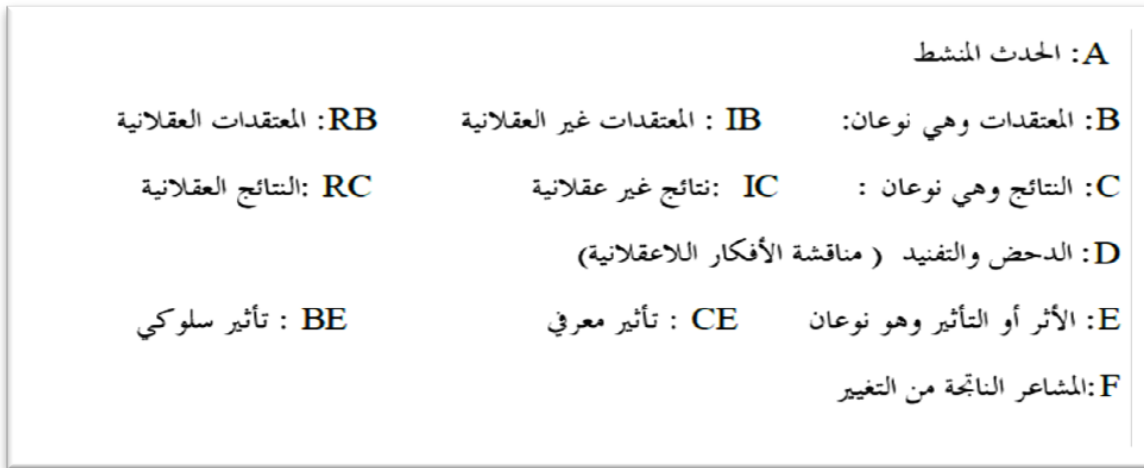 A: الحدث المنشط
B: المعتقدات وهي نوعان: IB : المعتقدات غير العقلانية RB: المعتقدات العقلانية
C: النتائج وهي نوعان : IC :نتائج غير عقلانية RC :النتائج العقلانية
D: الدحض والتفنيد ( مناقشة الأفكار اللاعقلانية)
E: الأثر أو التأثير وهو نوعان CE : تأثير معرفي BE : تأثير سلوكي
F:المشاعر الناتجة من التغيير